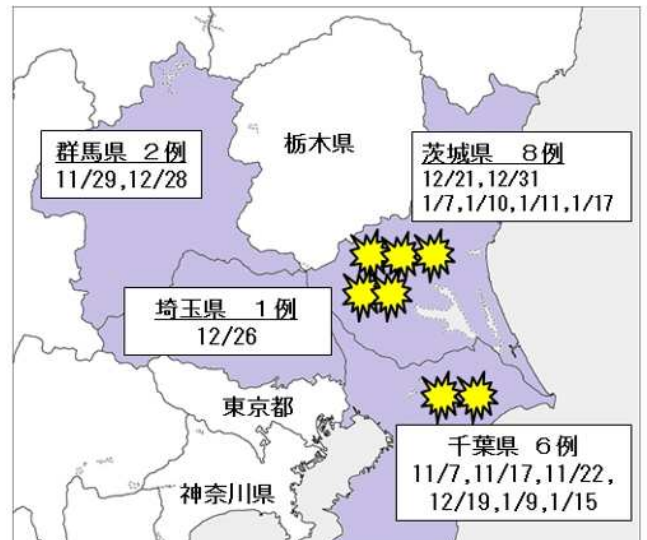 群馬県 2例
11/29,12/28
栃木県
茨城県 8例
12/21,12/31
1/7,1/10,1/11,1/17
埼玉県 1例
12/26
東京都
神奈川県
千葉県 6例
11/7,11/17,11/22,
12/19,1/9,1/15